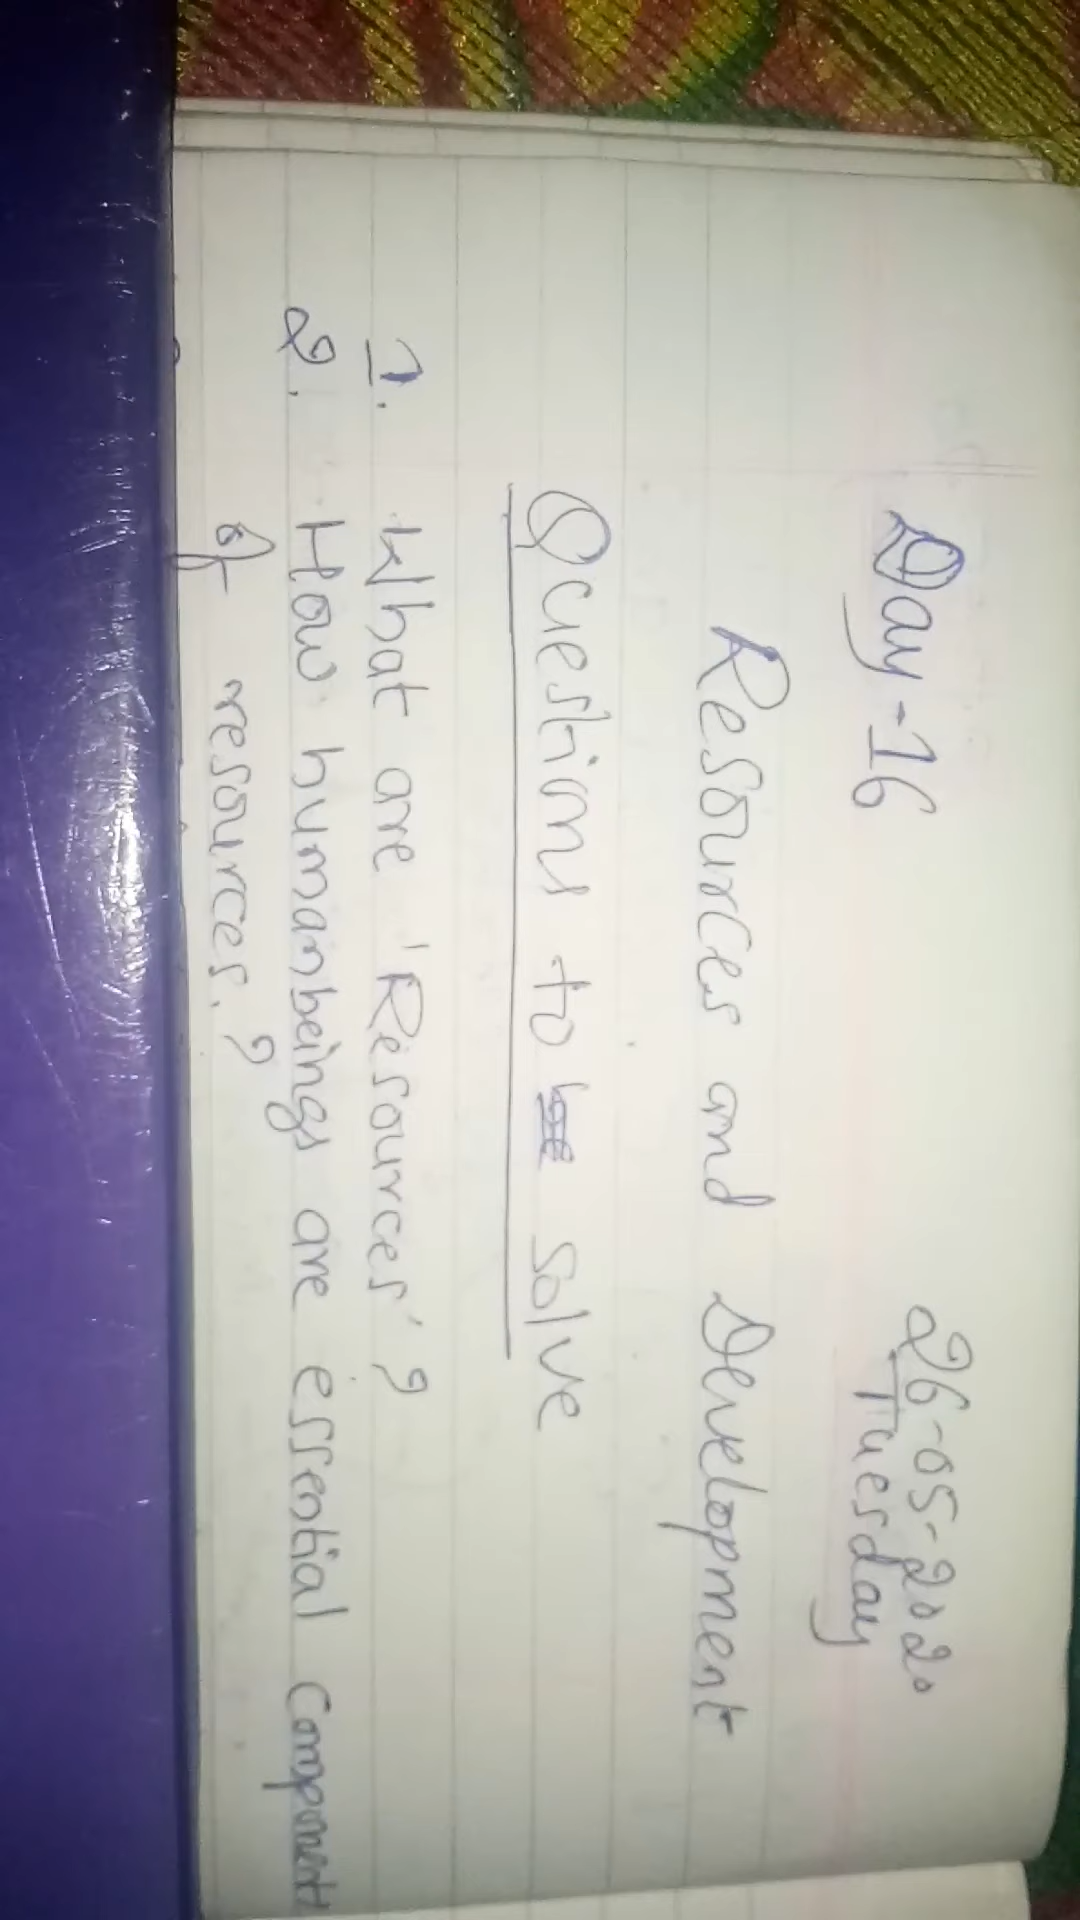 Day-16
26-05-2020
Tuesday
Resources and Development
Questions to solve
1. What are 'Resources'?
2. How humanbeings are essential Component
of resources.?